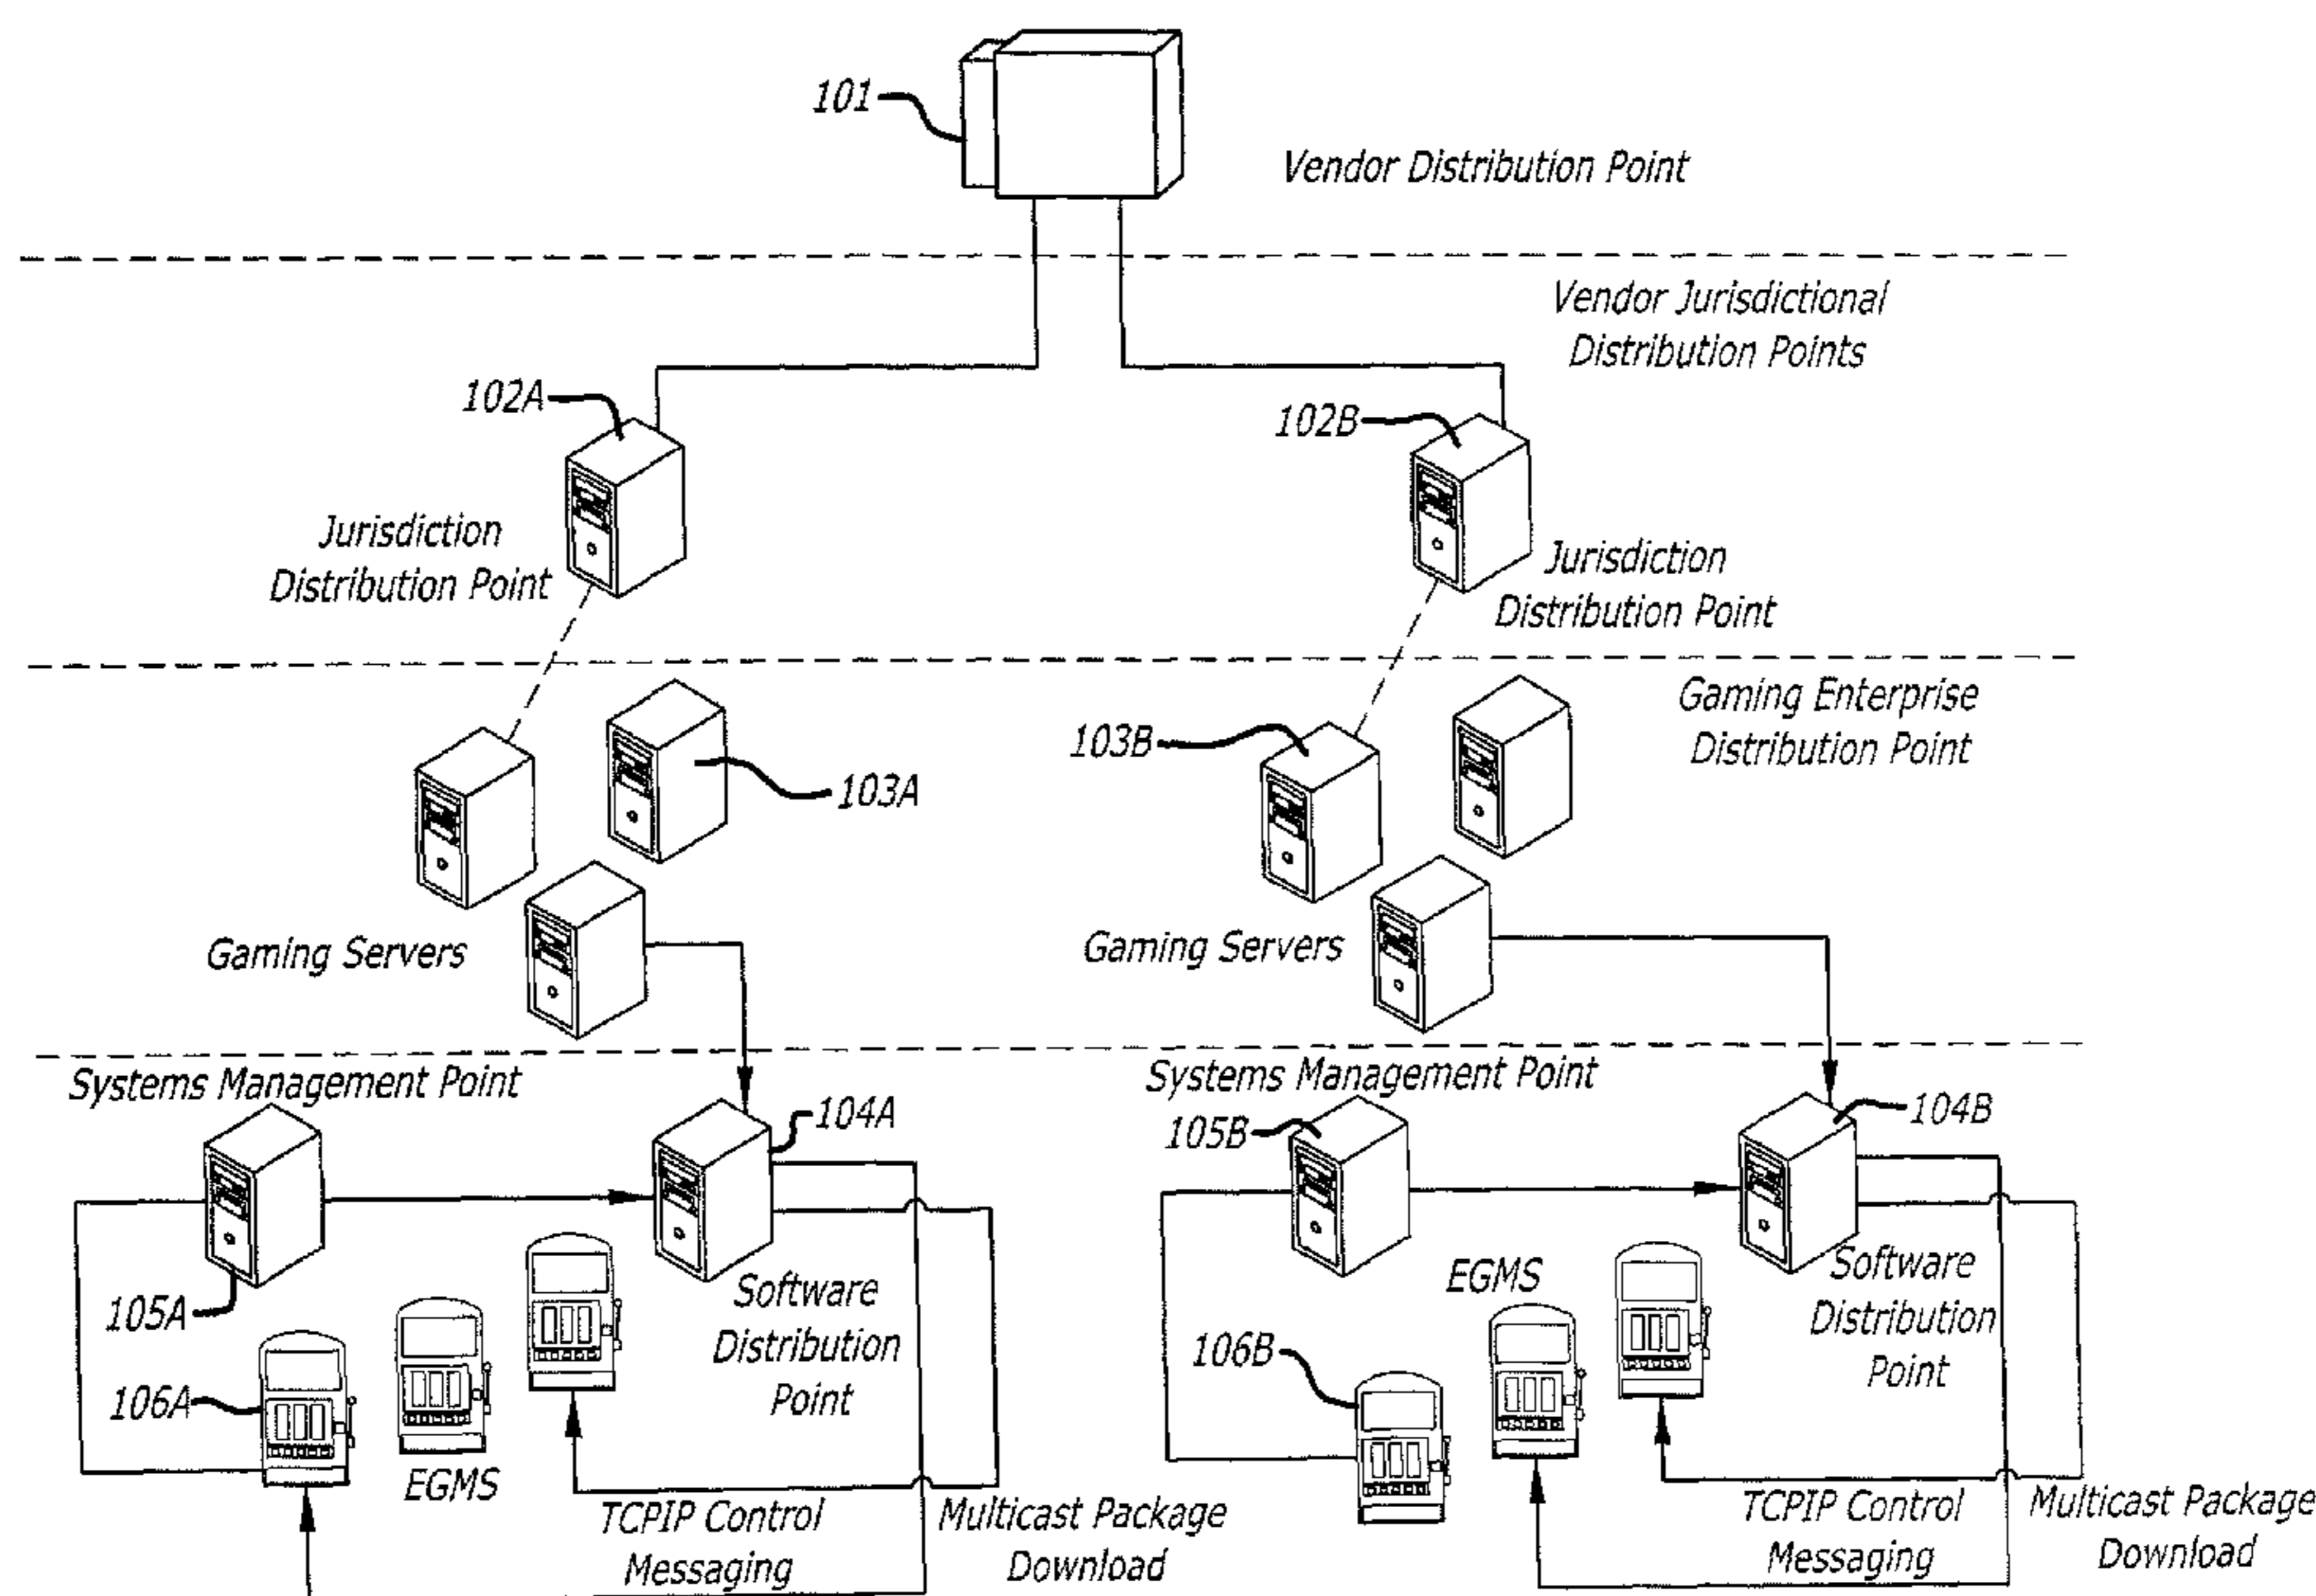 101
Vendor Distribution Point
Vendor Jurisdictional
Distribution Points
102A
102B
Jurisdiction
Distribution Point
Jurisdiction
Distribution Point
Gaming Enterprise
Distribution Point
103A
103B
Gaming Servers
Gaming Servers
Systems Management Point
Systems Management Point
104A
105B
104B
105A
Software
Distribution
Point
EGMS
Software
Distribution
Point
106A
106B
EGMS
TCPIP Control
Messaging
Multicast Package
Download
TCPIP Control
Messaging
Multicast Package
Download